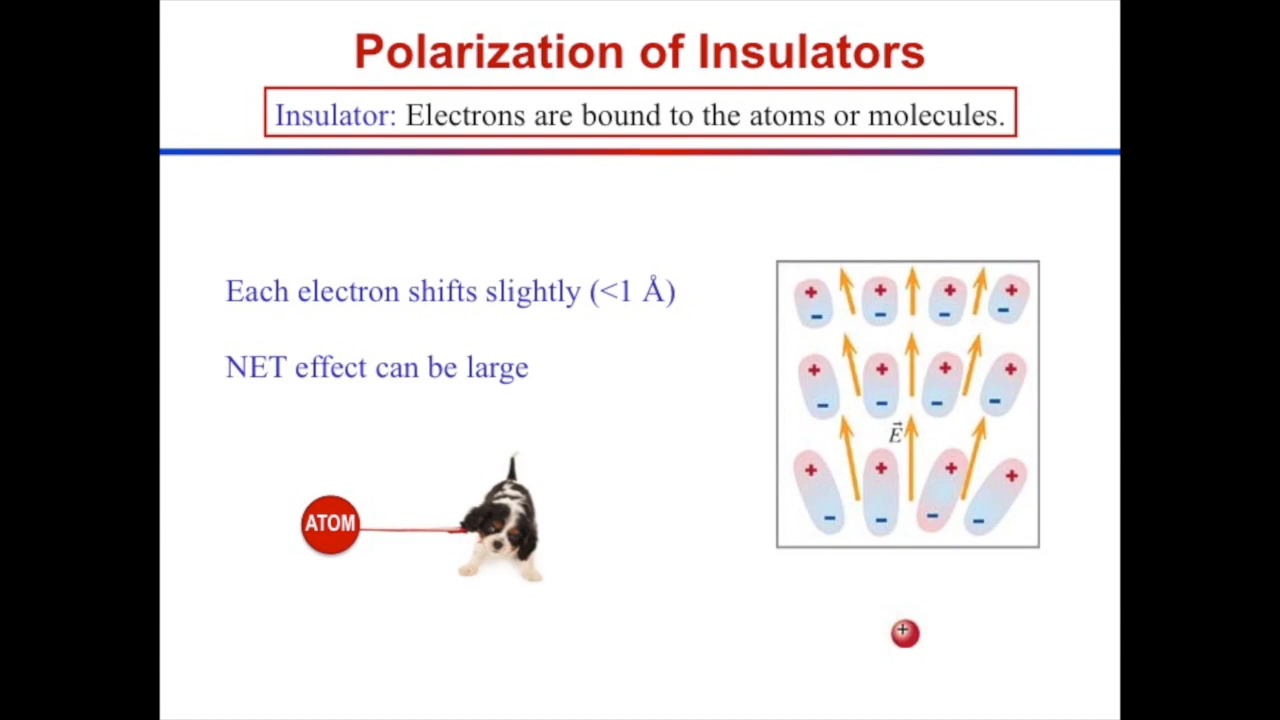 Polarization of Insulators
Insulator: Electrons are bound to the atoms or molecules.
Each electron shifts slightly (<1 Å)
NET effect can be large
ATOM
+ + + +
− − − −
+ + + +
− − − −
E⃗
+ + + +
− − − −
+